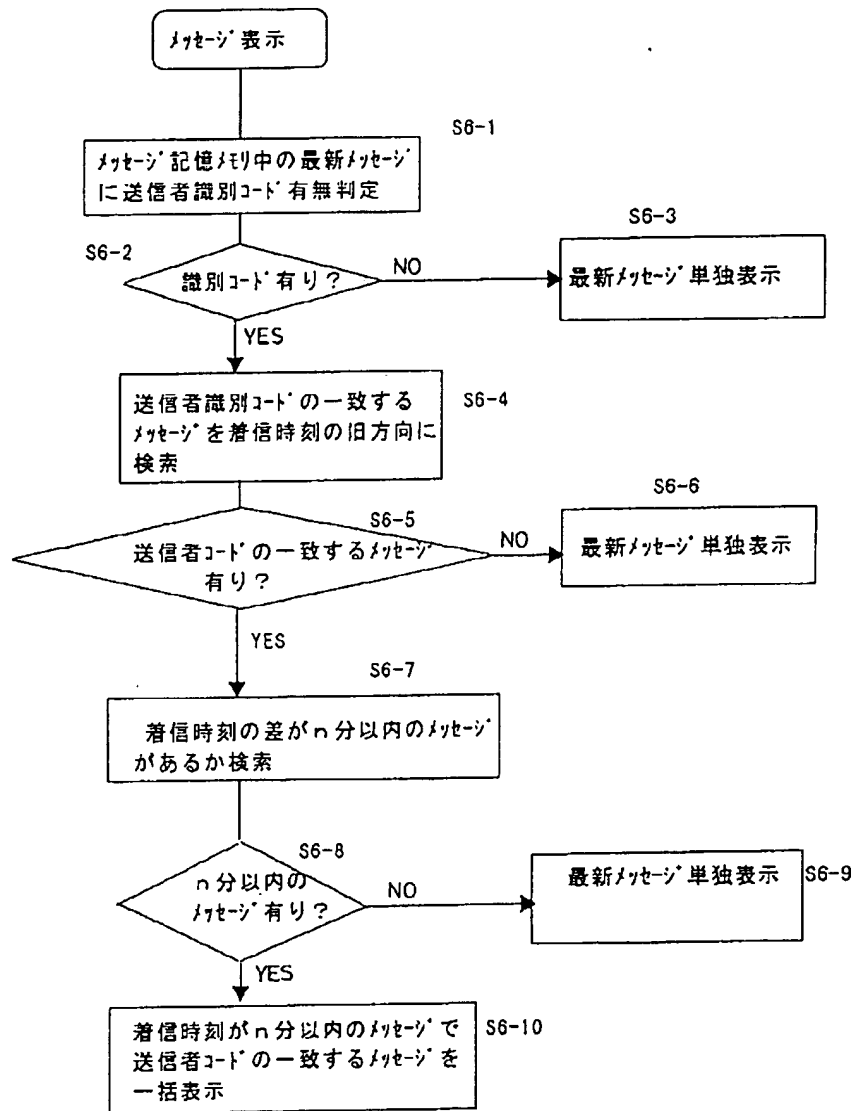 メッセージ表示
S6-1
メッセージ記憶メモリ中の最新メッセージ
に送信者識別コード有無判定
S6-2
識別コード有り？
NO
S6-3
最新メッセージ単独表示
YES
送信者識別コードの一致する
メッセージを着信時刻の旧方向に
検索
S6-4
S6-5
送信者コードの一致するメッセージ
有り？
NO
S6-6
最新メッセージ単独表示
YES
S6-7
着信時刻の差がn分以内のメッセージ
があるか検索
S6-8
n分以内の
メッセージ有り？
NO
最新メッセージ単独表示
S6-9
YES
着信時刻がn分以内のメッセージで
送信者コードの一致するメッセージを
一括表示
S6-10